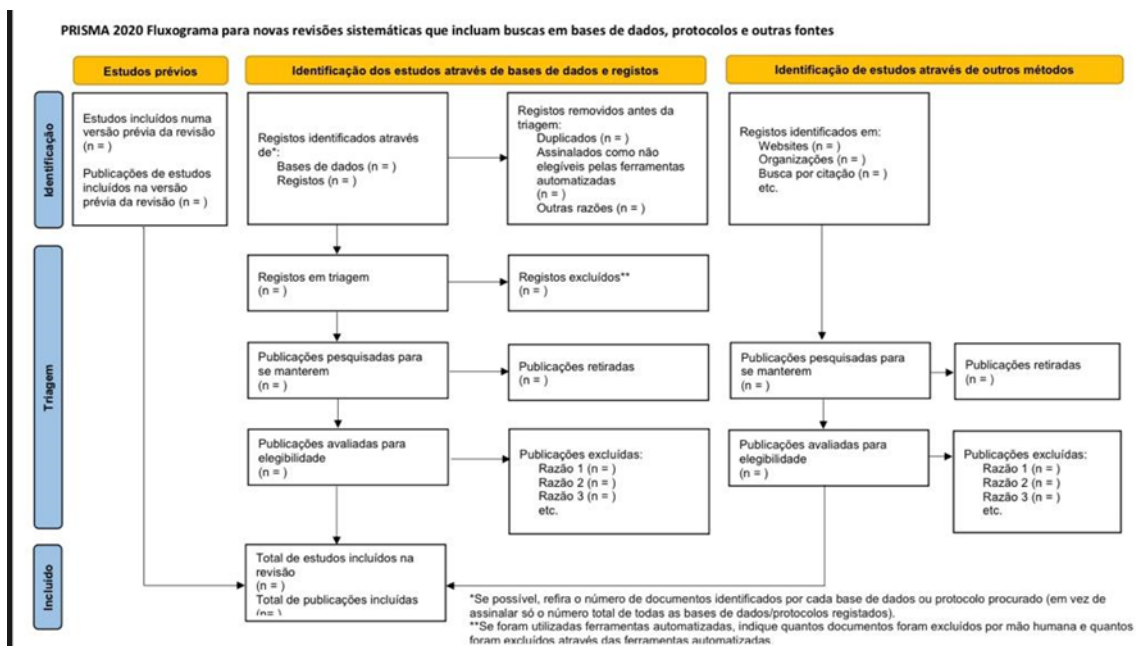 PRISMA 2020 Fluxograma para novas revisões sistemáticas que incluam buscas em bases de dados, protocolos e outras fontes
Estudos prévios
Identificação dos estudos através de bases de dados e registos
Identificação de estudos através de outros métodos
Identificação
Estudos incluídos numa
versão prévia da revisão
(n = )
Publicações de estudos
incluídos na versão
prévia da revisão (n = )
Registos identificados através
de*:
Bases de dados (n = )
Registos (n = )
Registos removidos antes da
triagem:
Duplicados (n = )
Assinalados como não
elegíveis pelas ferramentas
automatizadas
(n = )
Outras razões (n = )
Registos identificados em:
Websites (n = )
Organizações (n = )
Busca por citação (n = )
etc.
Triagem
Registos em triagem
(n = )
Registos excluídos**
(n = )
Publicações pesquisadas para
se manterem
(n = )
Publicações retiradas
(n = )
Publicações pesquisadas para
se manterem
(n = )
Publicações retiradas
(n = )
Publicações avaliadas para
elegibilidade
(n = )
Publicações excluídas:
Razão 1 (n = )
Razão 2 (n = )
Razão 3 (n = )
etc.
Publicações avaliadas para
elegibilidade
(n = )
Publicações excluídas:
Razão 1 (n = )
Razão 2 (n = )
Razão 3 (n = )
etc.
Incluído
Total de estudos incluídos na
revisão
(n = )
Total de publicações incluídas
(n= )
*Se possível, refira o número de documentos identificados por cada base de dados ou protocolo procurado (em vez de
assinalar só o número total de todas as bases de dados/protocolos registados).
**Se foram utilizadas ferramentas automatizadas, indique quantos documentos foram excluídos por mão humana e quantos
foram excluídos através das ferramentas automatizadas.